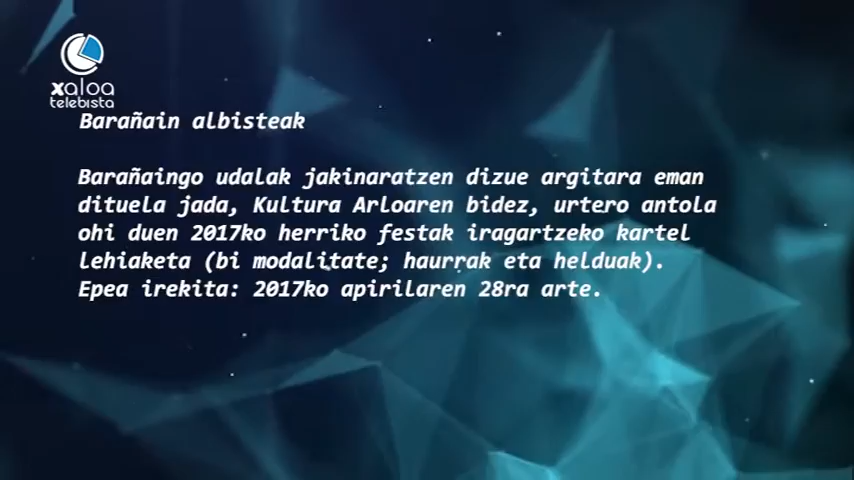 xaloa
telebista
Barañain albisteak
Barañaingo udalak jakinaratzen dizue argitara eman
dituela jada, Kultura Arloaren bidez, urtero antola
ohi duen 2017ko herriko festak iragartzeko kartel
lehiaketa (bi modalitate; haurrak eta helduak).
Epea irekita: 2017ko apirilaren 28ra arte.